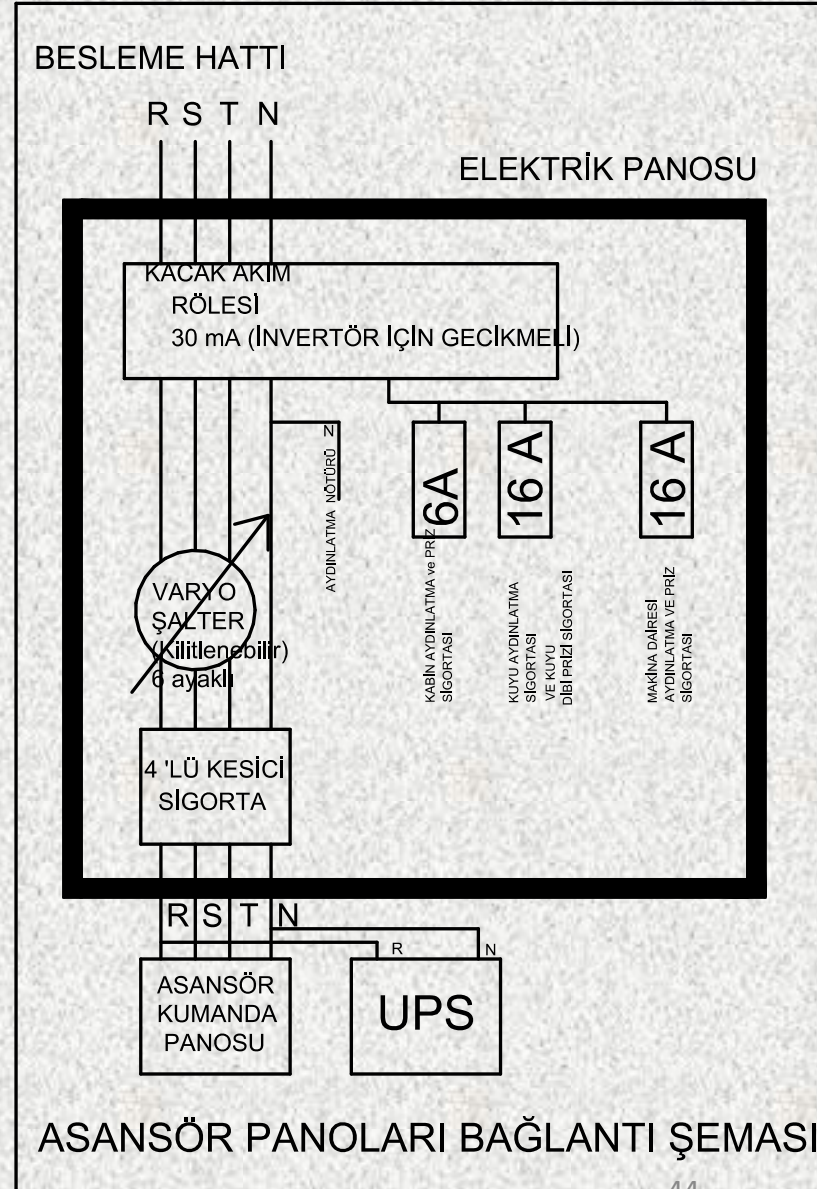 BESLEME HATTI
R S T N
ELEKTRİK PANOSU
KACAK AKIM
RÖLESİ
30 mA (İNVERTÖR İÇİN GECİKMELİ)
N
AYDINLATMA NÖTÜRÜ
6A
16 A
16 A
KABİN AYDINLATMA ve PRİZ
SİGORTASI
KUYU AYDINLATMA
SİGORTASI
VE KUYU
DİBİ PRİZİ SİGORTASI
MAKİNA DAİRESİ
AYDINLATMA VE PRİZ
SİGORTASI
VARYO
ŞALTER
(Kilitlenebilir)
6 ayaklı
4 'LÜ KESİCİ
SİGORTA
R S T N
R N
ASANSÖR
KUMANDA
PANOSU
UPS
ASANSÖR PANOLARI BAĞLANTI ŞEMASI
44